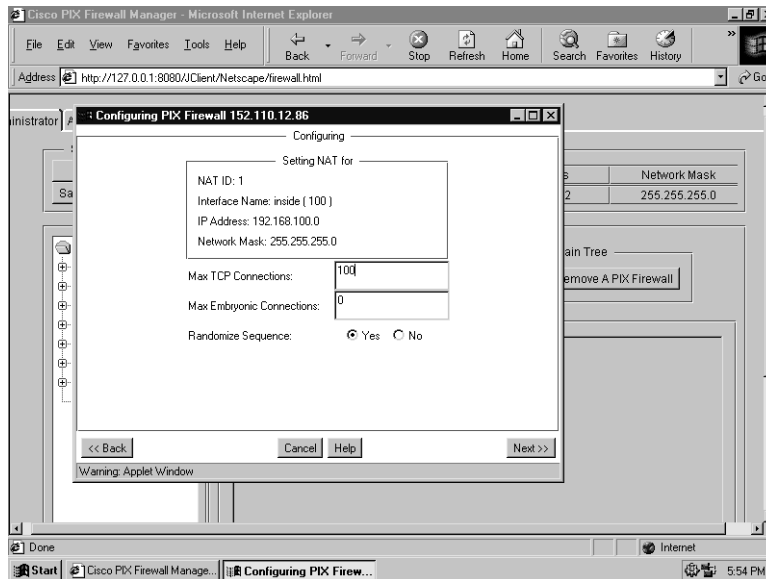 Cisco PIX Firewall Manager - Microsoft Internet Explorer
File Edit View Favorites Tools Help
Back Forward Stop Refresh Home Search Favorites History »
Address http://127.0.0.1:8080/JClient/Netscape/firewall.html Go
inistrator
Configuring PIX Firewall 152.110.12.86
Configuring
Setting NAT for
NAT ID: 1
Interface Name: inside ( 100 )
IP Address: 192.168.100.0
Network Mask: 255.255.255.0
Max TCP Connections: 100
Max Embryonic Connections: 0
Randomize Sequence: Yes No
<< Back Cancel Help Next >>
Warning: Applet Window
Sa
s Network Mask
2 255.255.255.0
ain Tree
emove A PIX Firewall
Done Internet
Start Cisco PIX Firewall Manage... Configuring PIX Firew... 5:54 PM